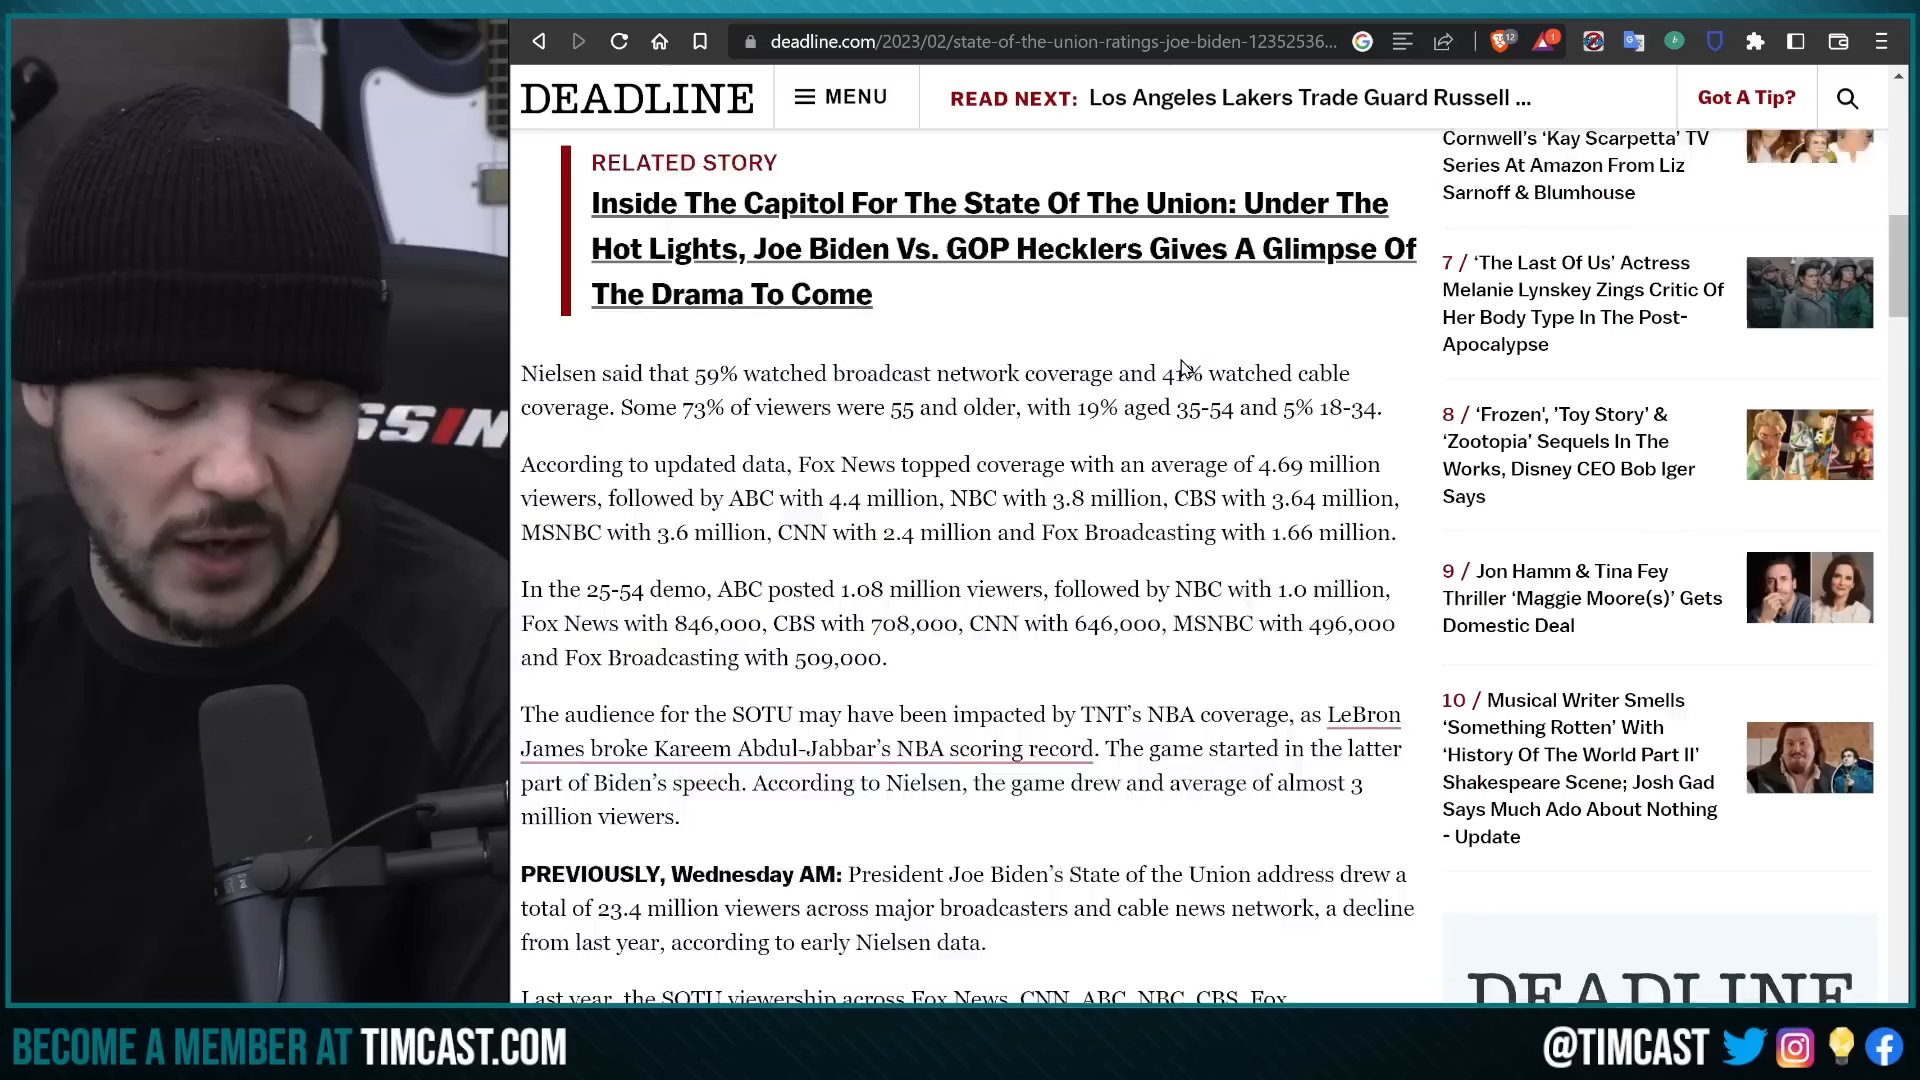 deadline.com/2023/02/state-of-the-union-ratings-joe-biden-12352536...
12
1
DEADLINE
MENU
READ NEXT: Los Angeles Lakers Trade Guard Russell ...
Got A Tip?
RELATED STORY
Inside The Capitol For The State Of The Union: Under The
Hot Lights, Joe Biden Vs. GOP Hecklers Gives A Glimpse Of
The Drama To Come
Nielsen said that 59% watched broadcast network coverage and 41% watched cable
coverage. Some 73% of viewers were 55 and older, with 19% aged 35-54 and 5% 18-34.
According to updated data, Fox News topped coverage with an average of 4.69 million
viewers, followed by ABC with 4.4 million, NBC with 3.8 million, CBS with 3.64 million,
MSNBC with 3.6 million, CNN with 2.4 million and Fox Broadcasting with 1.66 million.
In the 25-54 demo, ABC posted 1.08 million viewers, followed by NBC with 1.0 million,
Fox News with 846,000, CBS with 708,000, CNN with 646,000, MSNBC with 496,000
and Fox Broadcasting with 509,000.
The audience for the SOTU may have been impacted by TNT’s NBA coverage, as LeBron
James broke Kareem Abdul-Jabbar’s NBA scoring record. The game started in the latter
part of Biden’s speech. According to Nielsen, the game drew and average of almost 3
million viewers.
PREVIOUSLY, Wednesday AM: President Joe Biden’s State of the Union address drew a
total of 23.4 million viewers across major broadcasters and cable news network, a decline
from last year, according to early Nielsen data.
Last year, the SOTU viewership across Fox News, CNN, ABC, NBC, CBS, Fox
Cornwell’s ‘Kay Scarpetta’ TV
Series At Amazon From Liz
Sarnoff & Blumhouse
7 / ‘The Last Of Us’ Actress
Melanie Lynskey Zings Critic Of
Her Body Type In The Post-
Apocalypse
8 / ‘Frozen', 'Toy Story’ &
‘Zootopia’ Sequels In The
Works, Disney CEO Bob Iger
Says
9 / Jon Hamm & Tina Fey
Thriller ‘Maggie Moore(s)’ Gets
Domestic Deal
10 / Musical Writer Smells
‘Something Rotten’ With
‘History Of The World Part II’
Shakespeare Scene; Josh Gad
Says Much Ado About Nothing
- Update
DEADLINE
SSIN
BECOME A MEMBER AT TIMCAST.COM
@TIMCAST